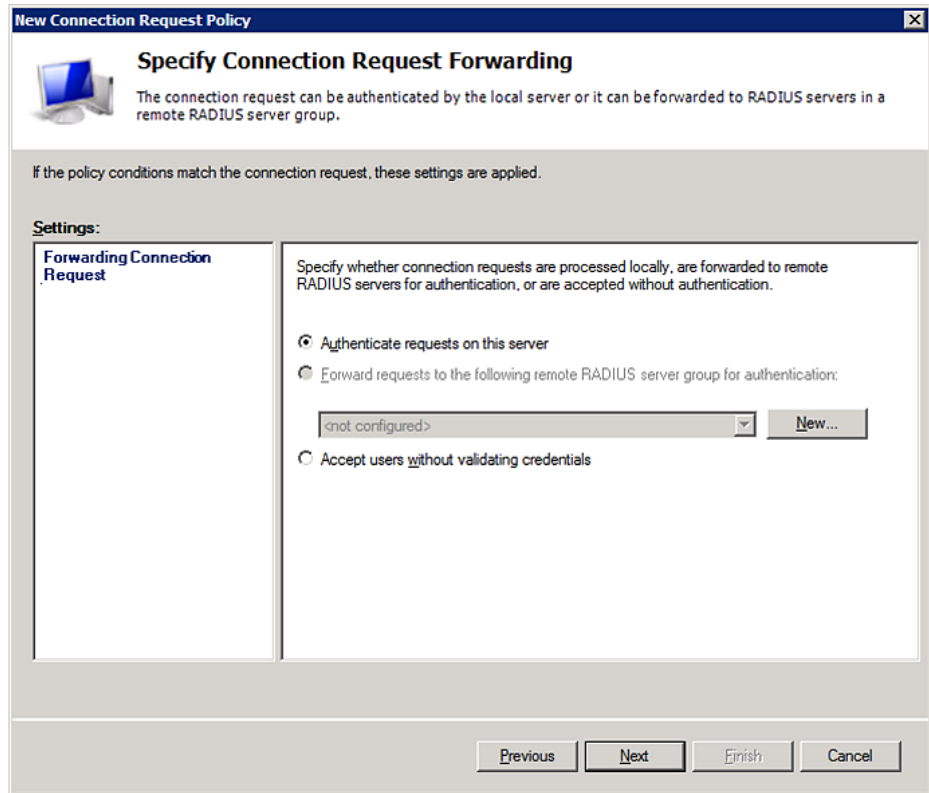 New Connection Request Policy
Specify Connection Request Forwarding
The connection request can be authenticated by the local server or it can be forwarded to RADIUS servers in a
remote RADIUS server group.
If the policy conditions match the connection request, these settings are applied.
Settings:
Forwarding Connection
Request
Specify whether connection requests are processed locally, are forwarded to remote
RADIUS servers for authentication, or are accepted without authentication.
Authenticate requests on this server
Forward requests to the following remote RADIUS server group for authentication:
<not configured>
New...
Accept users without validating credentials
Previous
Next
Finish
Cancel